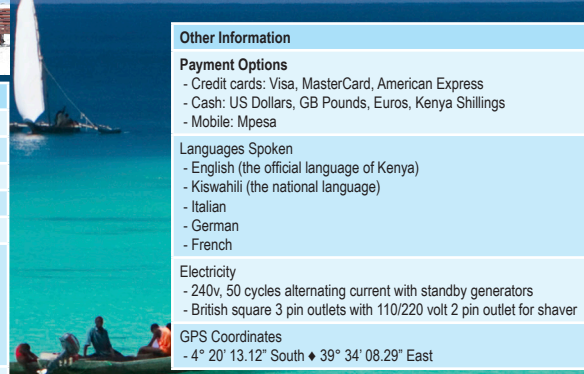 Other Information
Payment Options
- Credit cards: Visa, MasterCard, American Express
- Cash: US Dollars, GB Pounds, Euros, Kenya Shillings
- Mobile: Mpesa
Languages Spoken
- English (the official language of Kenya)
- Kiswahili (the national language)
- Italian
- German
- French
Electricity
- 240v, 50 cycles alternating current with standby generators
- British square 3 pin outlets with 110/220 volt 2 pin outlet for shaver
GPS Coordinates
- 4° 20’ 13.12” South ♦ 39° 34’ 08.29” East